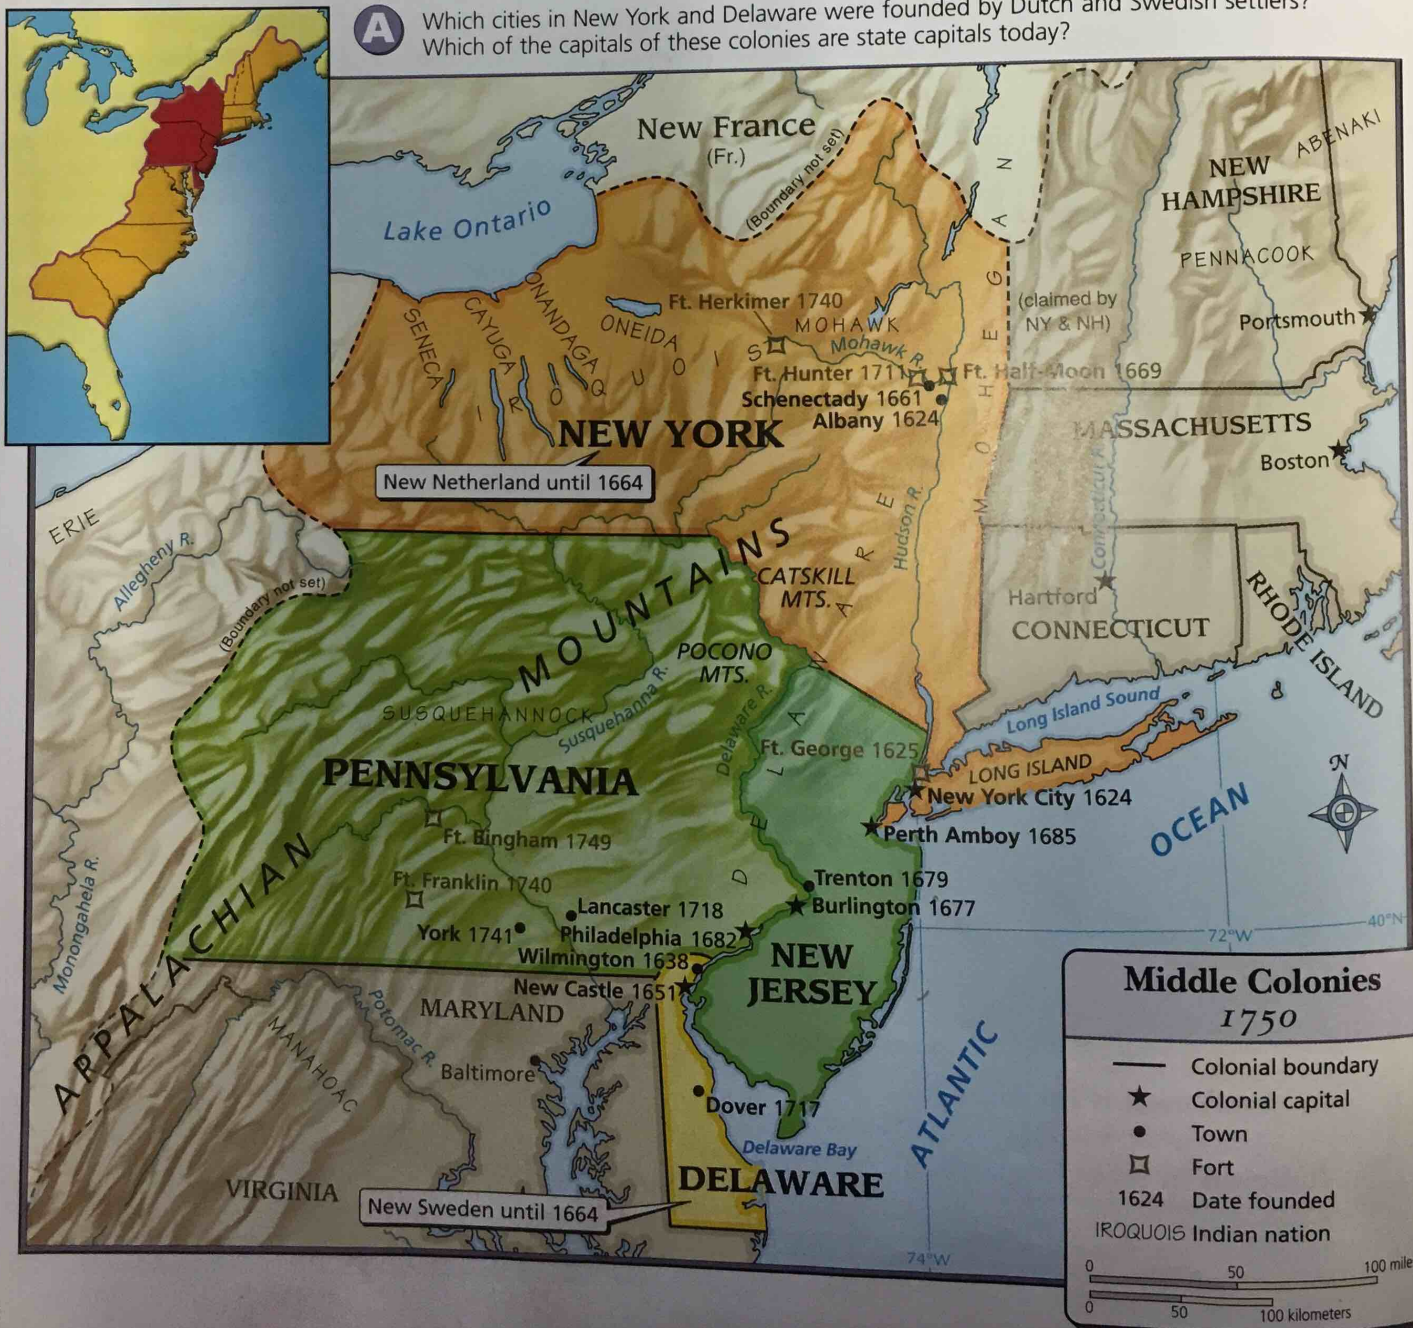 A
Which cities in New York and Delaware were founded by Dutch and Swedish settlers?
Which of the capitals of these colonies are state capitals today?
New France
(Fr.)
(Boundary not set)
ABENAKI
NEW
HAMPSHIRE
Lake Ontario
PENNACOOK
ONANDAGA
Ft. Herkimer 1740
(claimed by
NY & NH)
SENECA
CAYUGA
ONEIDA
MOHAWK
Portsmouth
Mohawk R.
IROQUOIS
Ft. Hunter 1711
Ft. Half-Moon 1669
Schenectady 1661
Albany 1624
MOHEGAN
NEW YORK
MASSACHUSETTS
Boston
New Netherland until 1664
ERIE
Allegheny R.
Hudson R.
Connecticut R.
(Boundary not set)
CATSKILL
MTS.
Hartford
CONNECTICUT
RHODE ISLAND
APPALACHIAN MOUNTAINS
POCONO
MTS.
SUSQUEHANNOCK
Susquehanna R.
Delaware R.
DELAWARE
Long Island Sound
PENNSYLVANIA
Ft. George 1625
LONG ISLAND
New York City 1624
N
Perth Amboy 1685
ATLANTIC OCEAN
Ft. Bingham 1749
Ft. Franklin 1740
Trenton 1679
Monongahela R.
Lancaster 1718
Burlington 1677
York 1741
Philadelphia 1682
40°N
72°W
Wilmington 1638
NEW
JERSEY
New Castle 1651
MARYLAND
Potomac R.
MANAHOAC
Baltimore
Dover 1717
Delaware Bay
VIRGINIA
DELAWARE
New Sweden until 1664
74°W
Middle Colonies
1750
Colonial boundary
Colonial capital
Town
Fort
1624 Date founded
IROQUOIS Indian nation
0 50 100 mile
0 50 100 kilometers